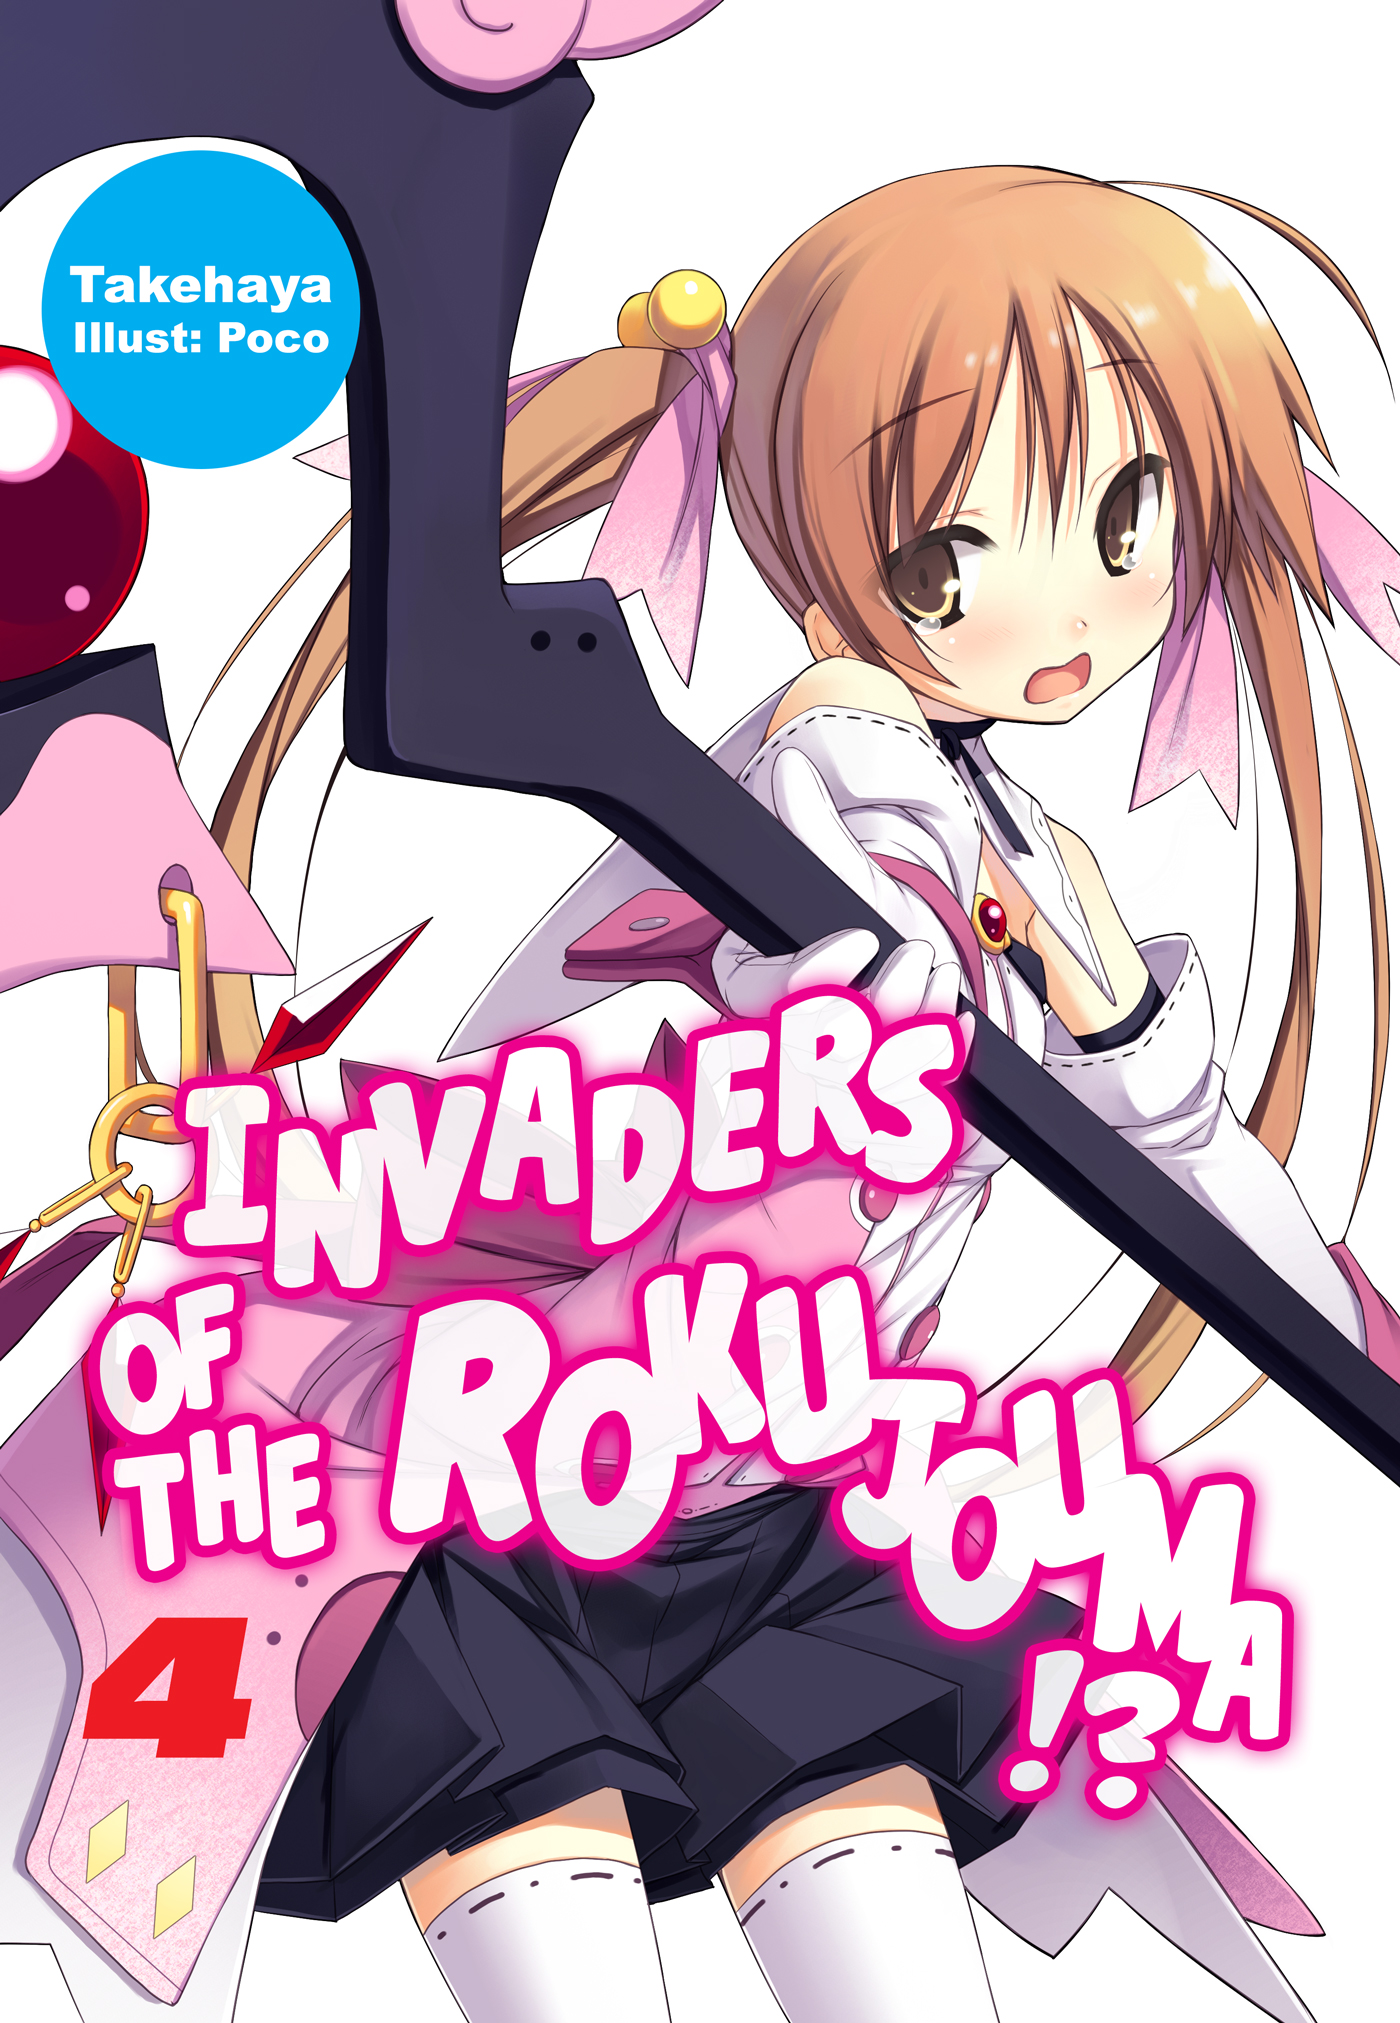 Takehaya
Illust: Poco
INVADERS
OF
THE ROKUJOUMA
!?
4